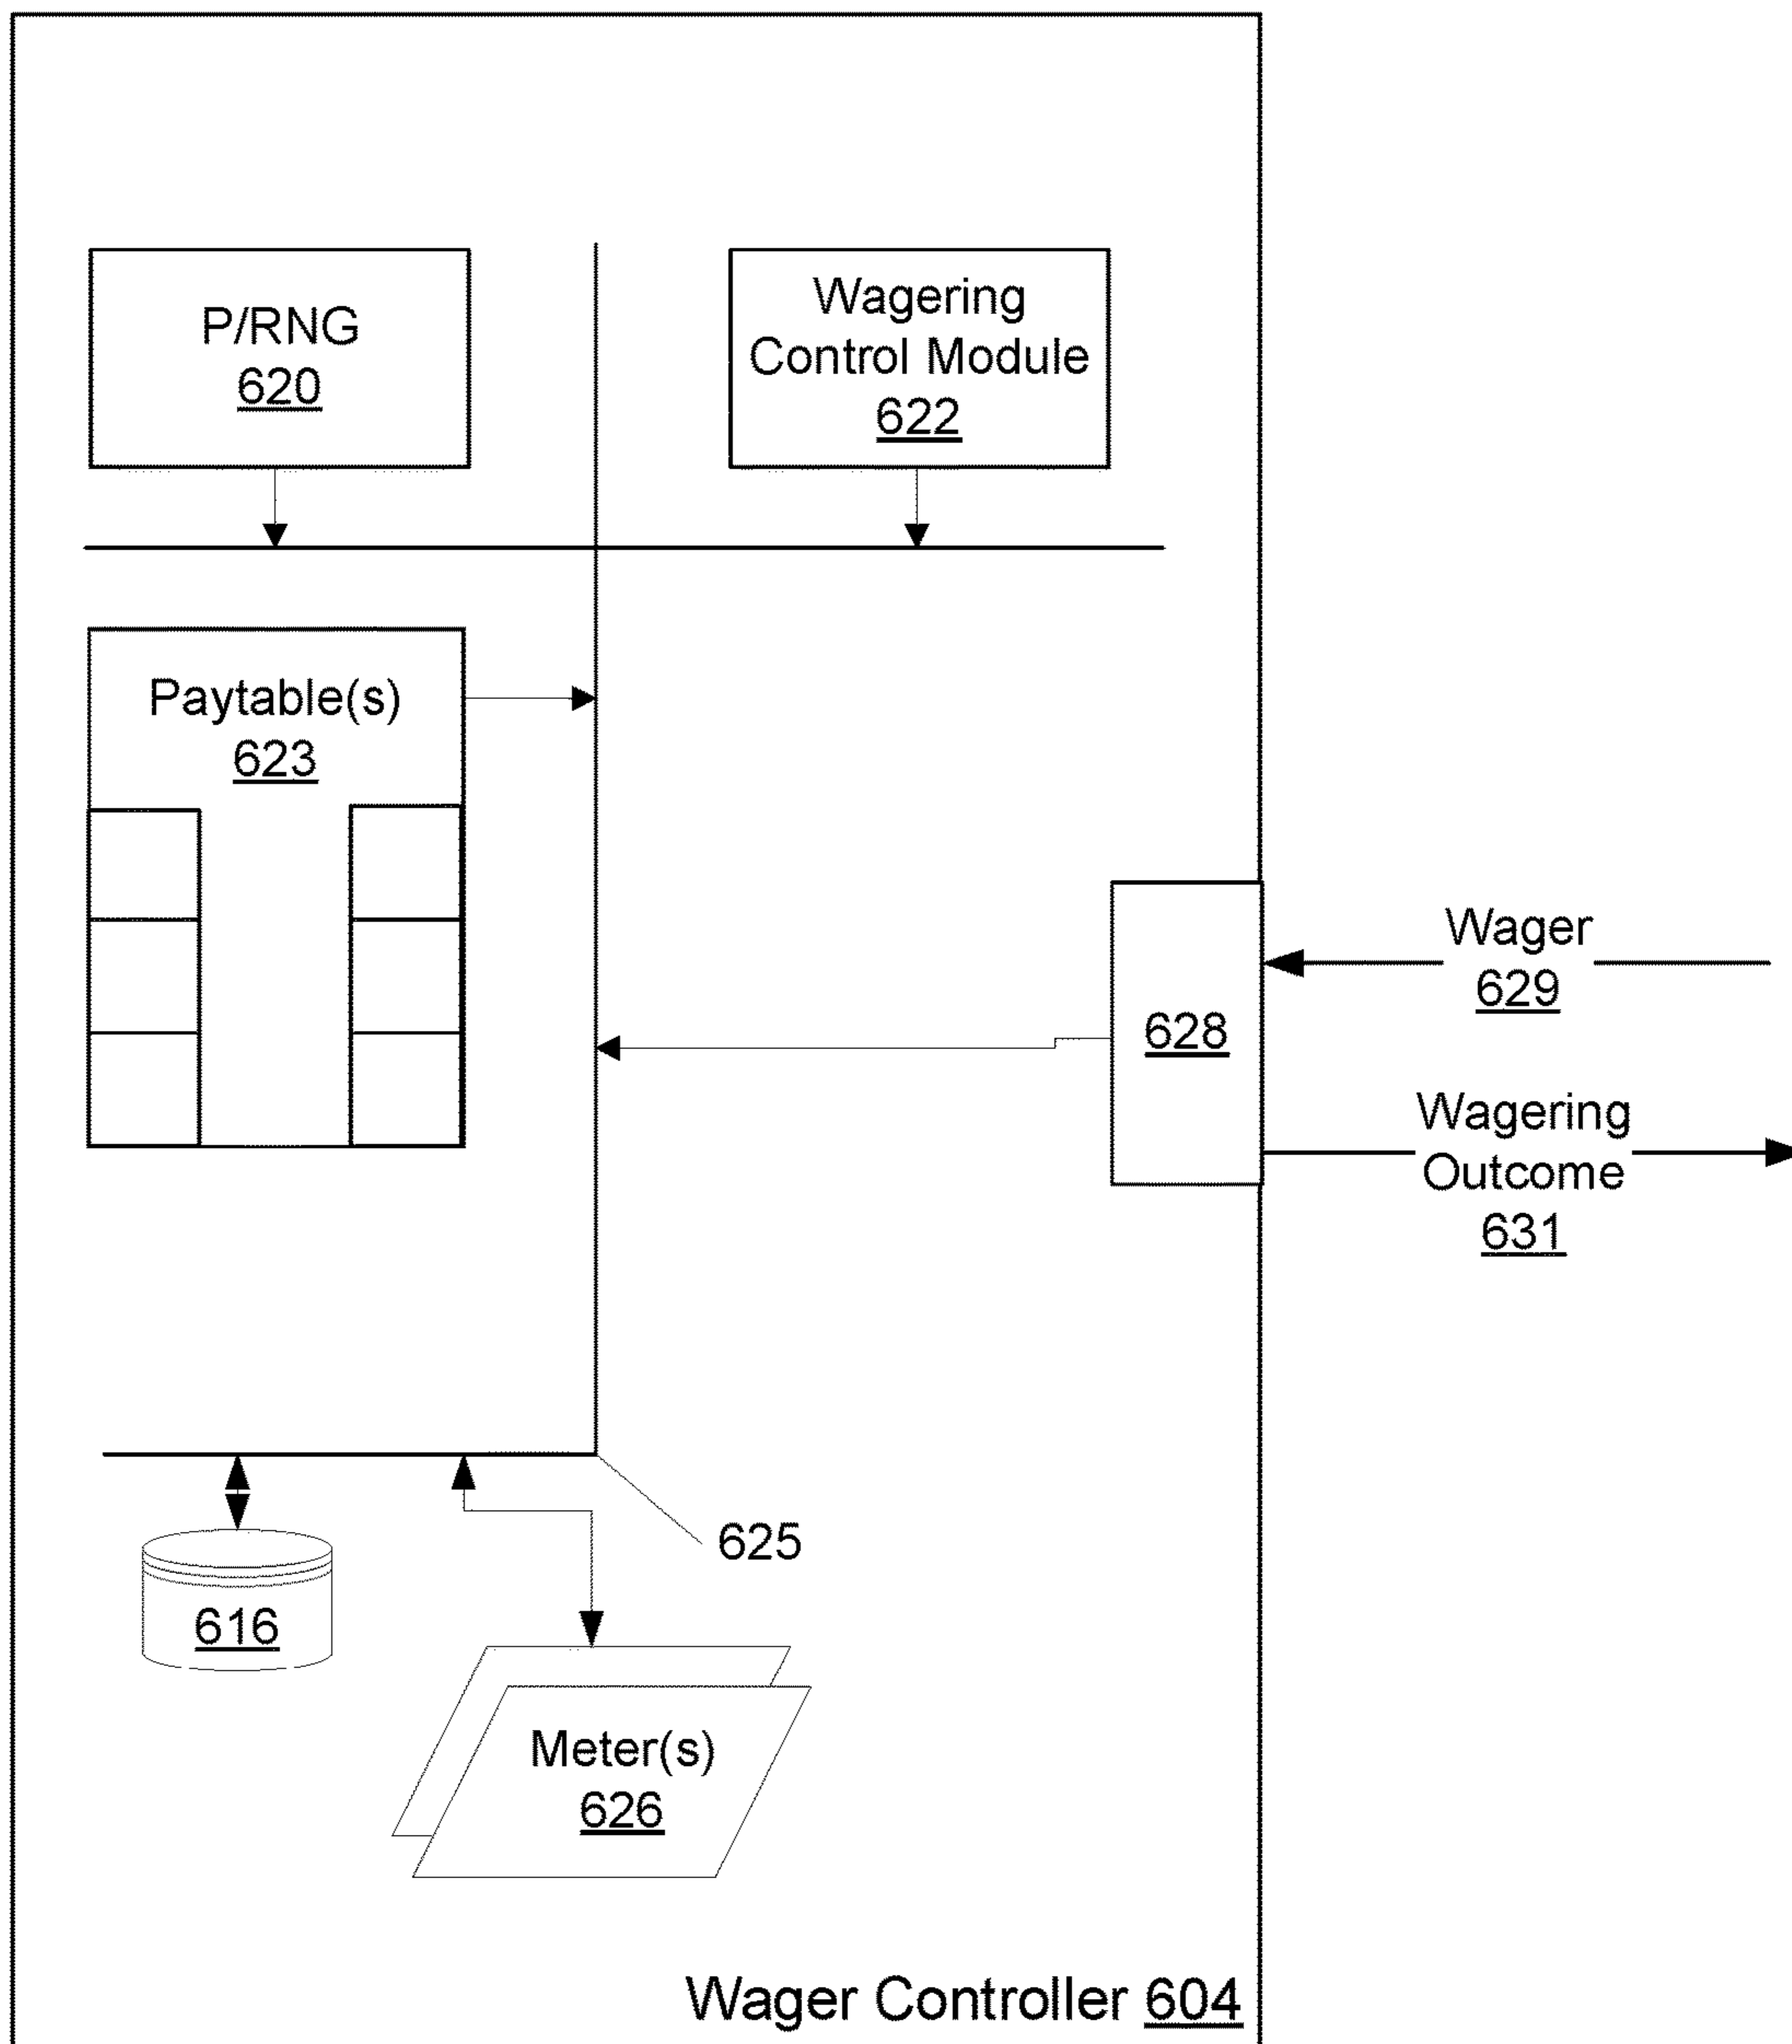 P/RNG
620
Wagering
Control Module
622
Paytable(s)
623
Wager
629
628
Wagering
Outcome
631
625
616
Meter(s)
626
Wager Controller 604